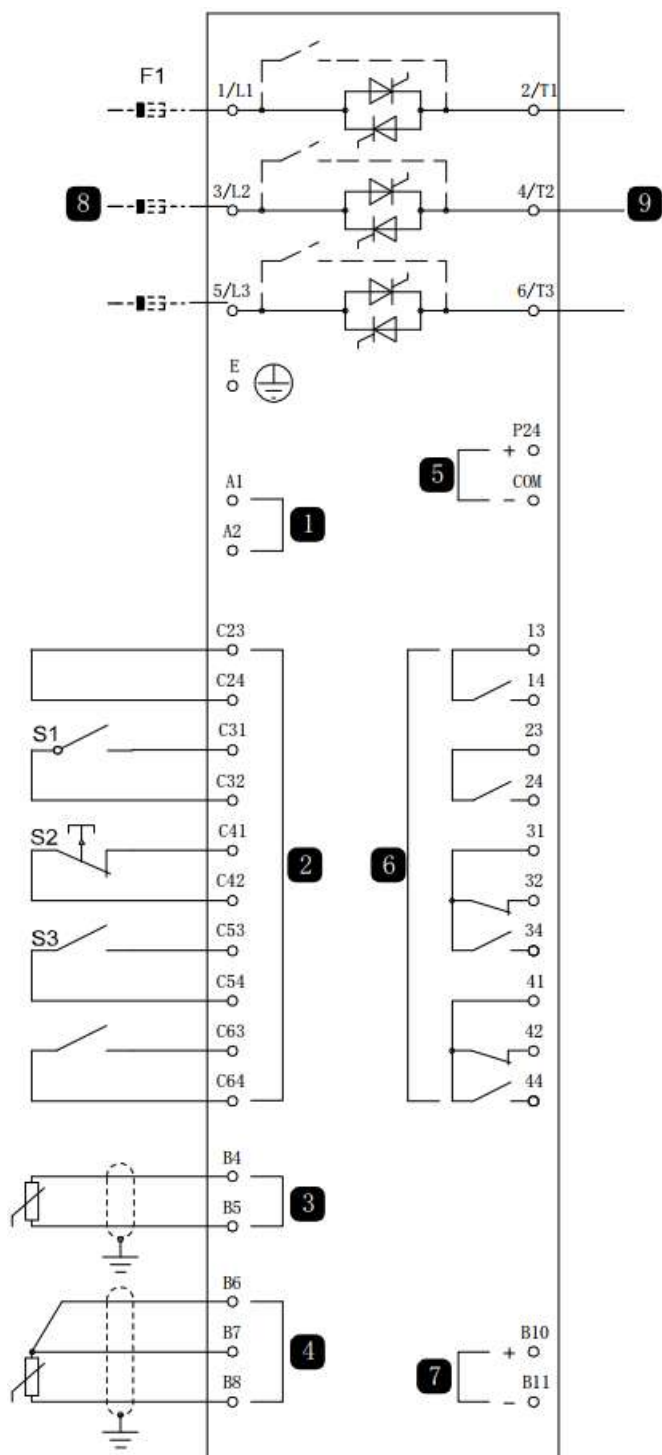 F1
1/L1
2/T1
8
3/L2
4/T2
9
5/L3
6/T3
E
P24
+
5
COM
−
A1
1
A2
C23
13
C24
14
S1
C31
23
C32
24
S2
C41
31
2
6
C42
32
S3
C53
34
C54
41
C63
42
C64
44
B4
3
B5
B6
B7
4
B10
+
7
B8
B11
−